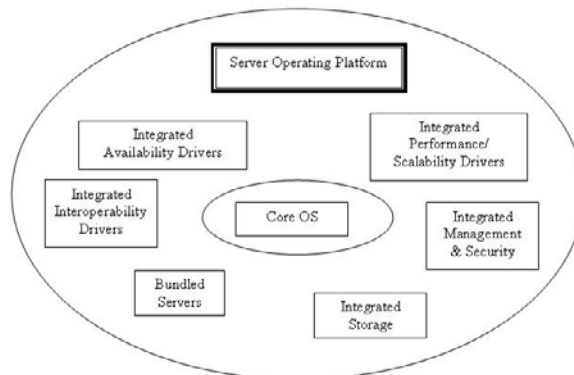 Server Operating Platform
Integrated
Availability Drivers
Integrated
Performance/
Scalability Drivers
Integrated
Interoperability
Drivers
Core OS
Integrated
Management
& Security
Bundled
Servers
Integrated
Storage